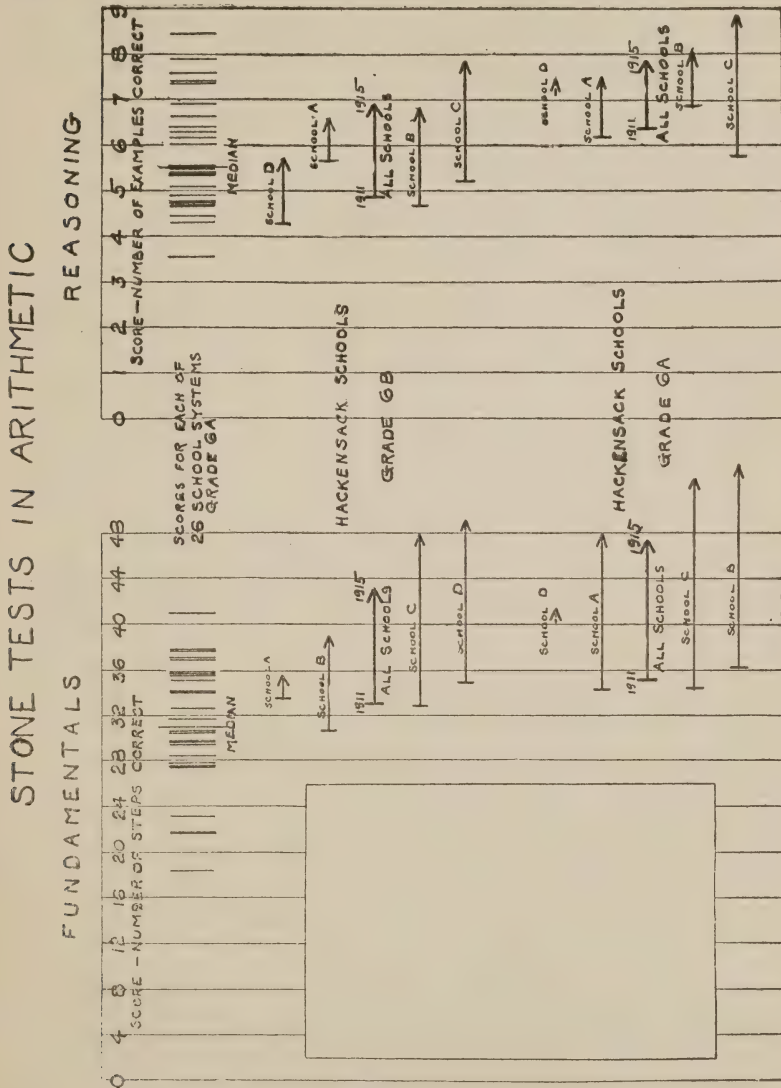 STONE TESTS IN ARITHMETIC
FUNDAMENTALS
0 4 8 12 16 20 24 28 32 36 40 44 48
SCORE - NUMBER OF STEPS CORRECT
MEDIAN
SCORES FOR EACH OF
26 SCHOOL SYSTEMS
GRADE 6A
REASONING
0 1 2 3 4 5 6 7 8 9
SCORE - NUMBER OF EXAMPLES CORRECT
MEDIAN
HACKENSACK SCHOOLS
GRADE 6B
SCHOOL A
SCHOOL B
1911 1915
ALL SCHOOLS
SCHOOL C
SCHOOL D
SCHOOL D
SCHOOL A
1911 1915
ALL SCHOOLS
SCHOOL B
SCHOOL C
HACKENSACK SCHOOLS
GRADE 6A
SCHOOL D
SCHOOL A
1911 1915
ALL SCHOOLS
SCHOOL C
SCHOOL B
SCHOOL D
SCHOOL A
1911 1915
ALL SCHOOLS
SCHOOL B
SCHOOL C